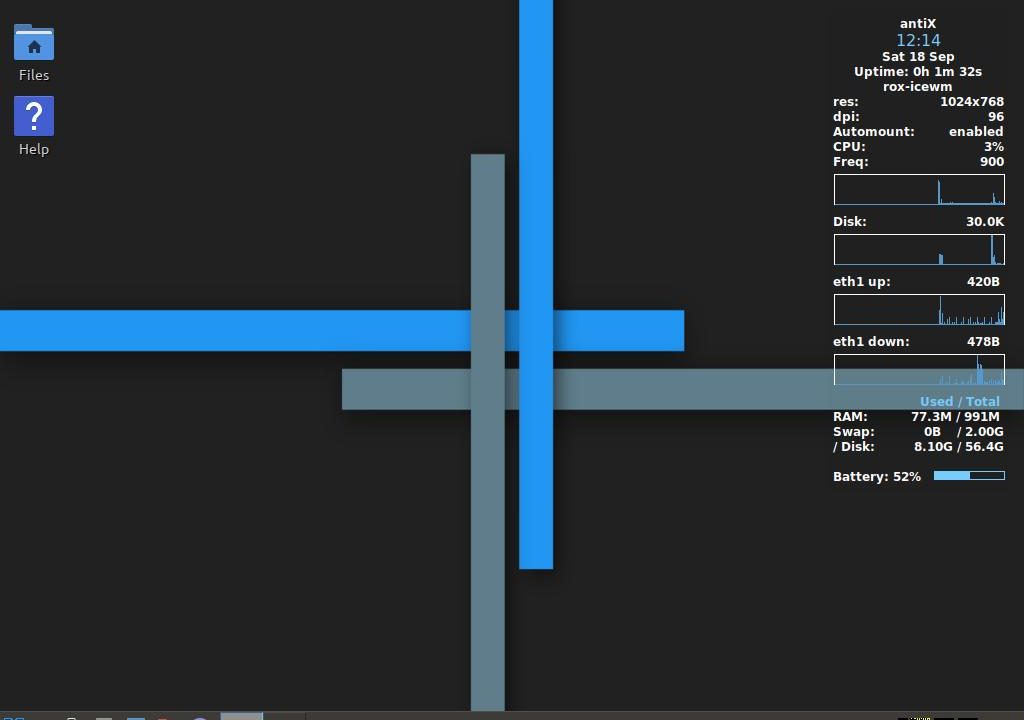 Files
Help
antiX
12:14
Sat 18 Sep
Uptime: 0h 1m 32s
rox-icewm
res: 1024x768
dpi: 96
Automount: enabled
CPU: 3%
Freq: 900
Disk: 30.0K
eth1 up: 420B
eth1 down: 478B
Used / Total
RAM: 77.3M / 991M
Swap: 0B / 2.00G
/ Disk: 8.10G / 56.4G
Battery: 52%